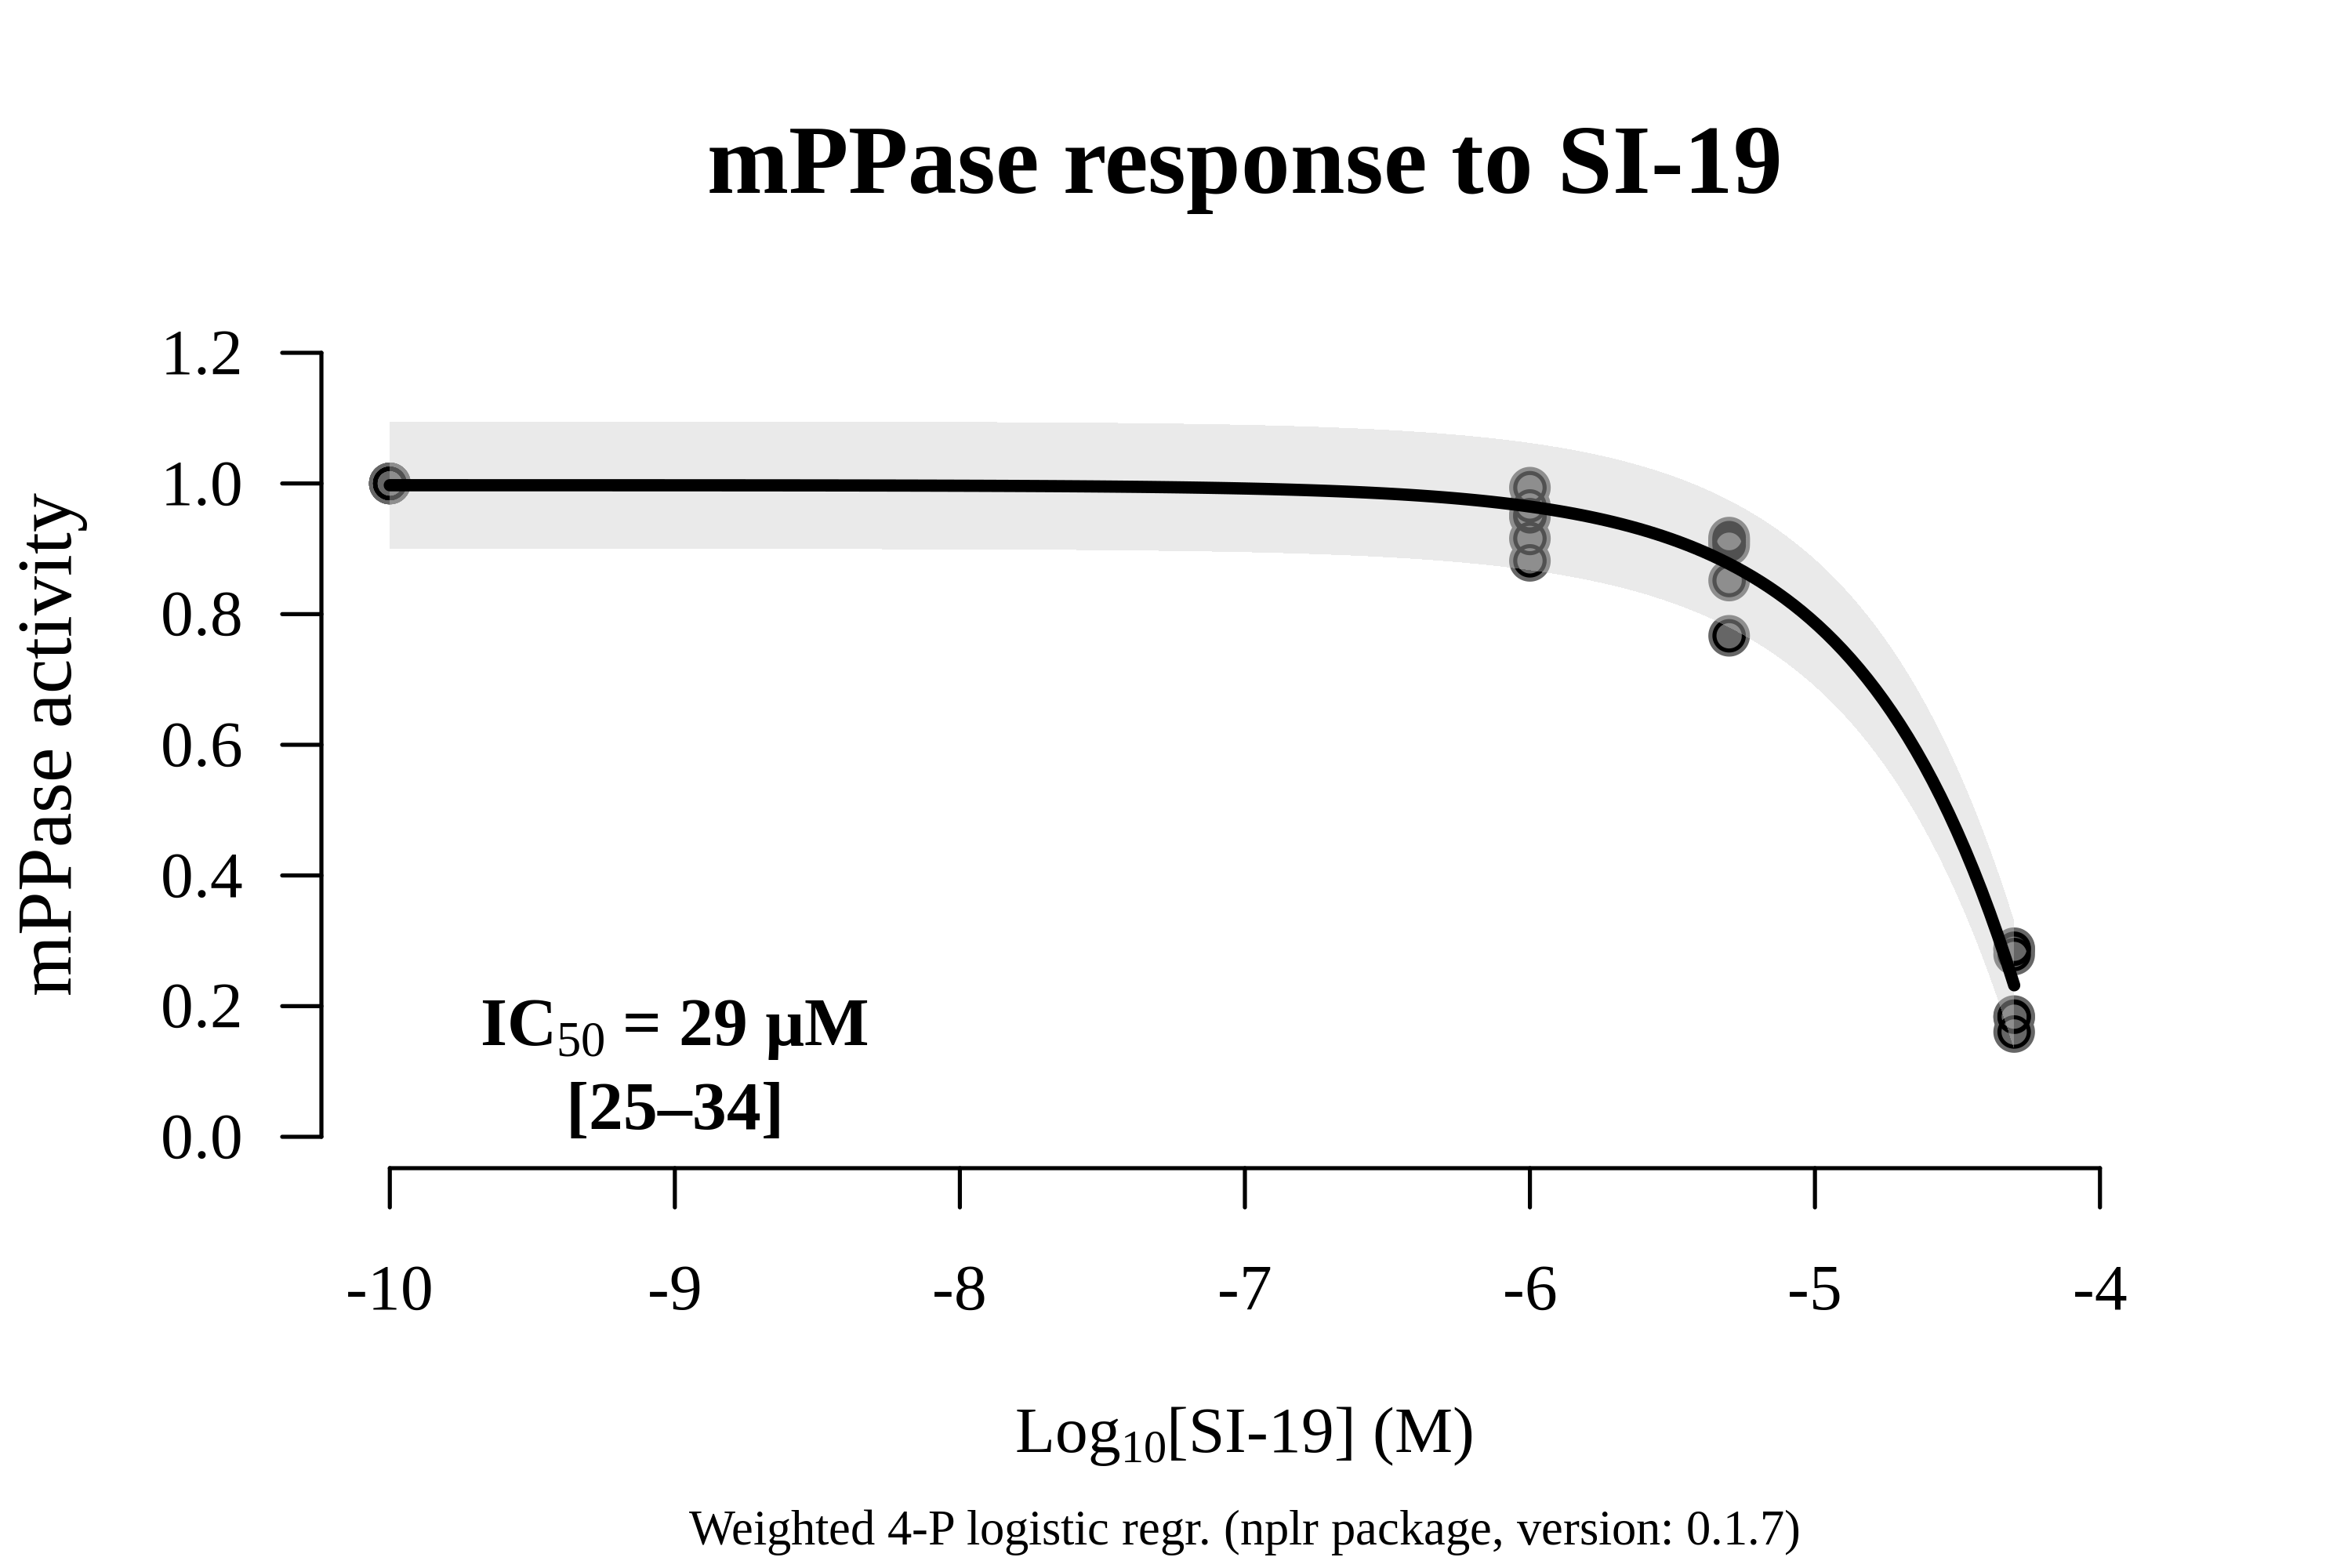 mPPase response to SI-19
mPPase activity
1.2
1.0
0.8
0.6
0.4
0.2
0.0
IC50 = 29 µM
[25–34]
-10 -9 -8 -7 -6 -5 -4
Log10[SI-19] (M)
Weighted 4-P logistic regr. (nplr package, version: 0.1.7)